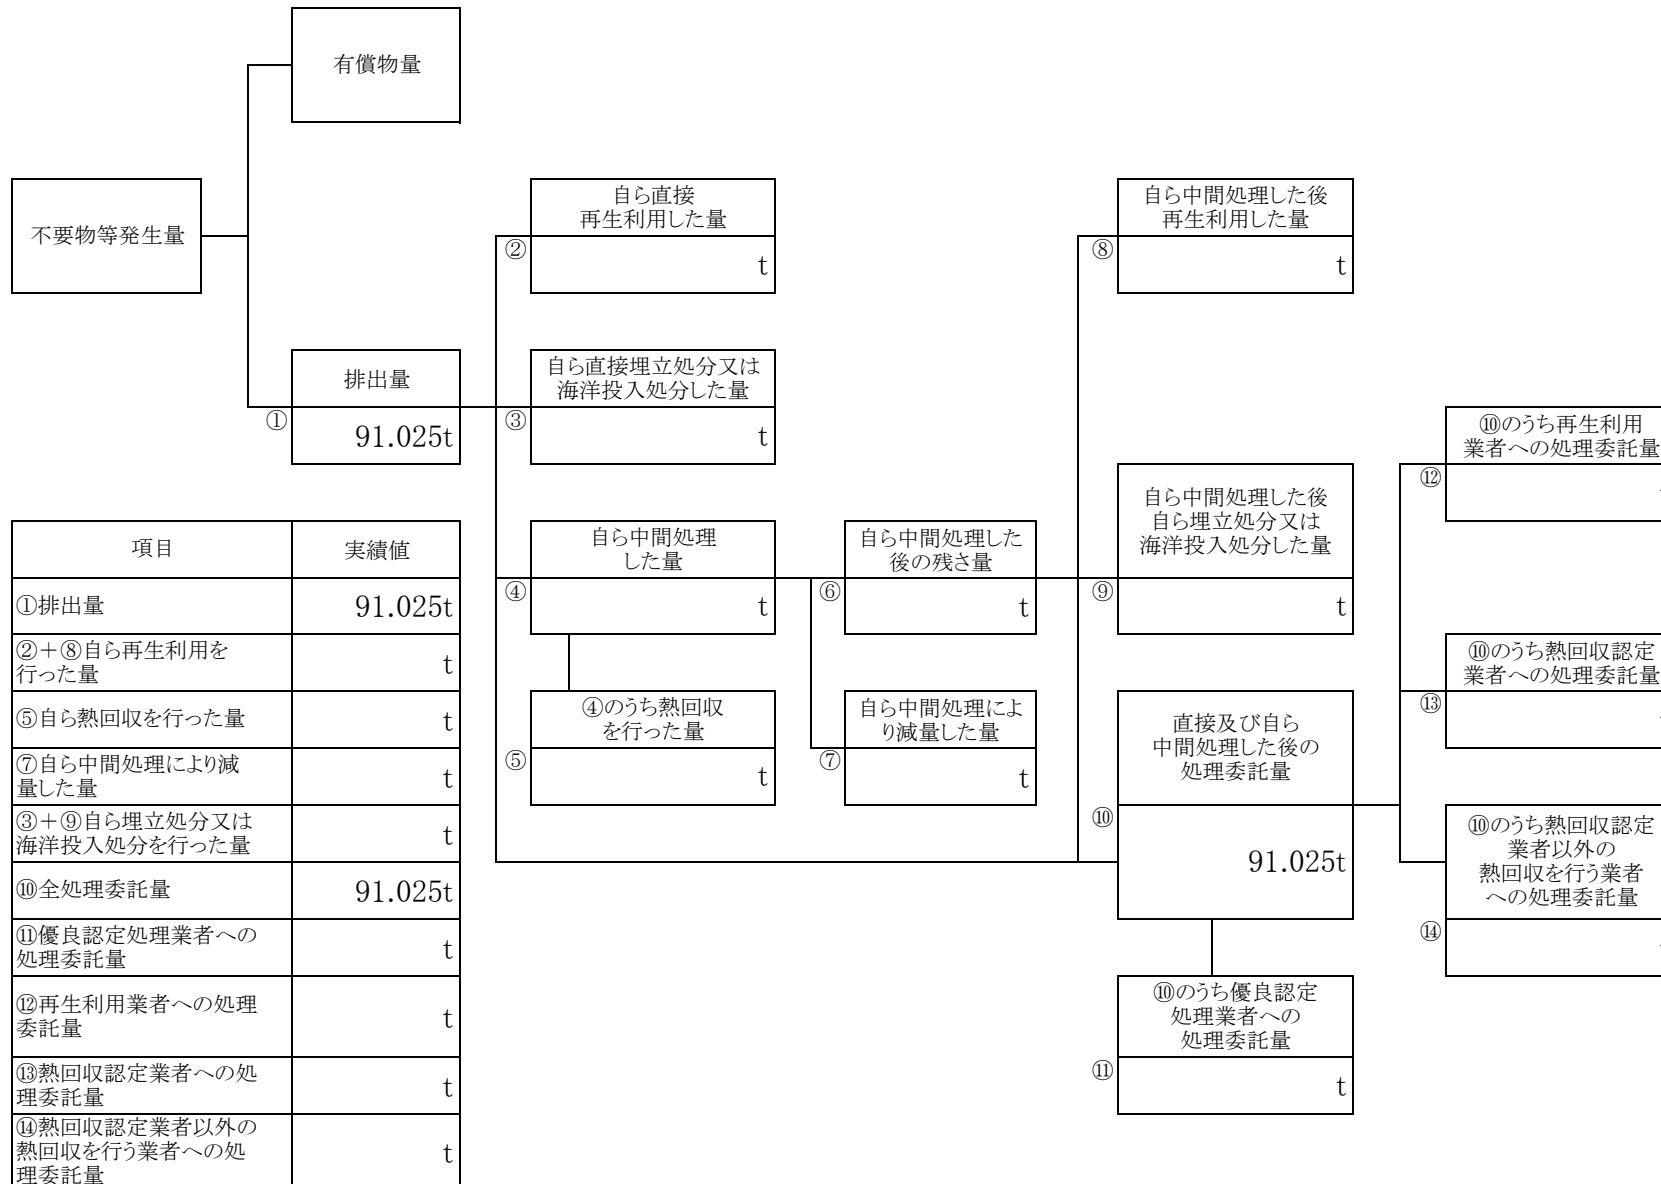 有償物量
不要物等発生量
自ら直接
再生利用した量
②
t
自ら中間処理した後
再生利用した量
⑧
t
排出量
①
91.025t
自ら直接埋立処分又は
海洋投入処分した量
③
t
⑩のうち再生利用
業者への処理委託量
⑫
自ら中間処理
した量
④
t
自ら中間処理した
後の残さ量
⑥
t
自ら中間処理した後
自ら埋立処分又は
海洋投入処分した量
⑨
t
⑩のうち熱回収認定
業者への処理委託量
⑬
④のうち熱回収
を行った量
⑤
t
自ら中間処理によ
り減量した量
⑦
t
直接及び自ら
中間処理した後の
処理委託量
⑩
91.025t
⑩のうち熱回収認定
業者以外の
熱回収を行う業者
への処理委託量
⑭
⑩のうち優良認定
処理業者への
処理委託量
⑪
t
項目 実績値
①排出量 91.025t
②＋⑧自ら再生利用を
行った量 t
⑤自ら熱回収を行った量 t
⑦自ら中間処理により減
量した量 t
③＋⑨自ら埋立処分又は
海洋投入処分を行った量 t
⑩全処理委託量 91.025t
⑪優良認定処理業者への
処理委託量 t
⑫再生利用業者への処理
委託量 t
⑬熱回収認定業者への処
理委託量 t
⑭熱回収認定業者以外の
熱回収を行う業者への処
理委託量 t